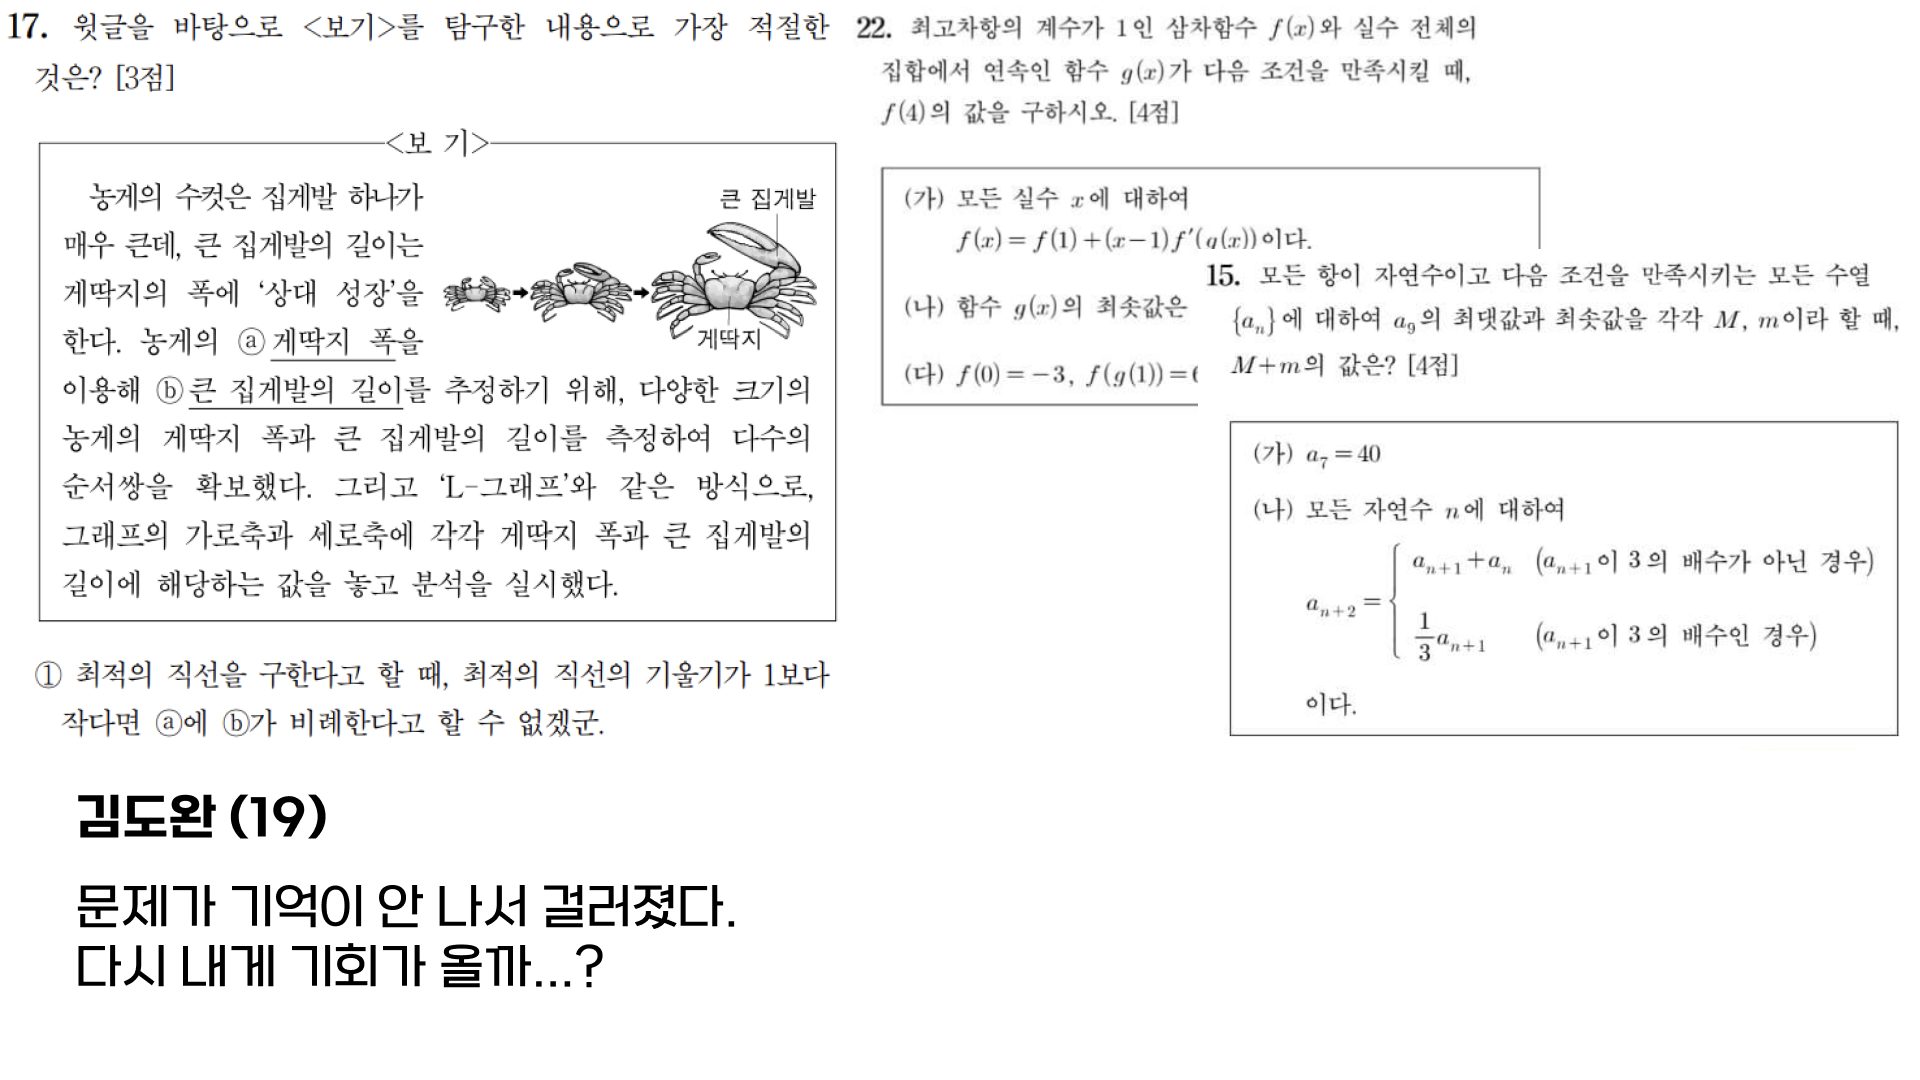 17. 윗글을 바탕으로 <보기>를 탐구한 내용으로 가장 적절한
것은? [3점]
<보 기>
농게의 수컷은 집게발 하나가
매우 큰데, 큰 집게발의 길이는
게딱지의 폭에 ‘상대 성장’을
한다. 농게의 ⓐ게딱지 폭을
이용해 ⓑ큰 집게발의 길이를 추정하기 위해, 다양한 크기의
농게의 게딱지 폭과 큰 집게발의 길이를 측정하여 다수의
순서쌍을 확보했다. 그리고 ‘L-그래프’와 같은 방식으로,
그래프의 가로축과 세로축에 각각 게딱지 폭과 큰 집게발의
길이에 해당하는 값을 놓고 분석을 실시했다.
큰 집게발
게딱지
① 최적의 직선을 구한다고 할 때, 최적의 직선의 기울기가 1보다
작다면 ⓐ에 ⓑ가 비례한다고 할 수 없겠군.
22. 최고차항의 계수가 1인 삼차함수 f(x)와 실수 전체의
집합에서 연속인 함수 g(x)가 다음 조건을 만족시킬 때,
f(4)의 값을 구하시오. [4점]
(가) 모든 실수 x에 대하여
f(x)=f(1)+(x-1)f′(g(x))이다.
(나) 함수 g(x)의 최솟값은
(다) f(0)=-3, f(g(1))=
15. 모든 항이 자연수이고 다음 조건을 만족시키는 모든 수열
{aₙ}에 대하여 a₉의 최댓값과 최솟값을 각각 M, m이라 할 때,
M+m의 값은? [4점]
(가) a₇=40
(나) 모든 자연수 n에 대하여
aₙ₊₂= { aₙ₊₁+aₙ (aₙ₊₁이 3의 배수가 아닌 경우)
1/3 aₙ₊₁ (aₙ₊₁이 3의 배수인 경우)
이다.
김도완 (19)
문제가 기억이 안 나서 걸러졌다.
다시 내게 기회가 올까...?